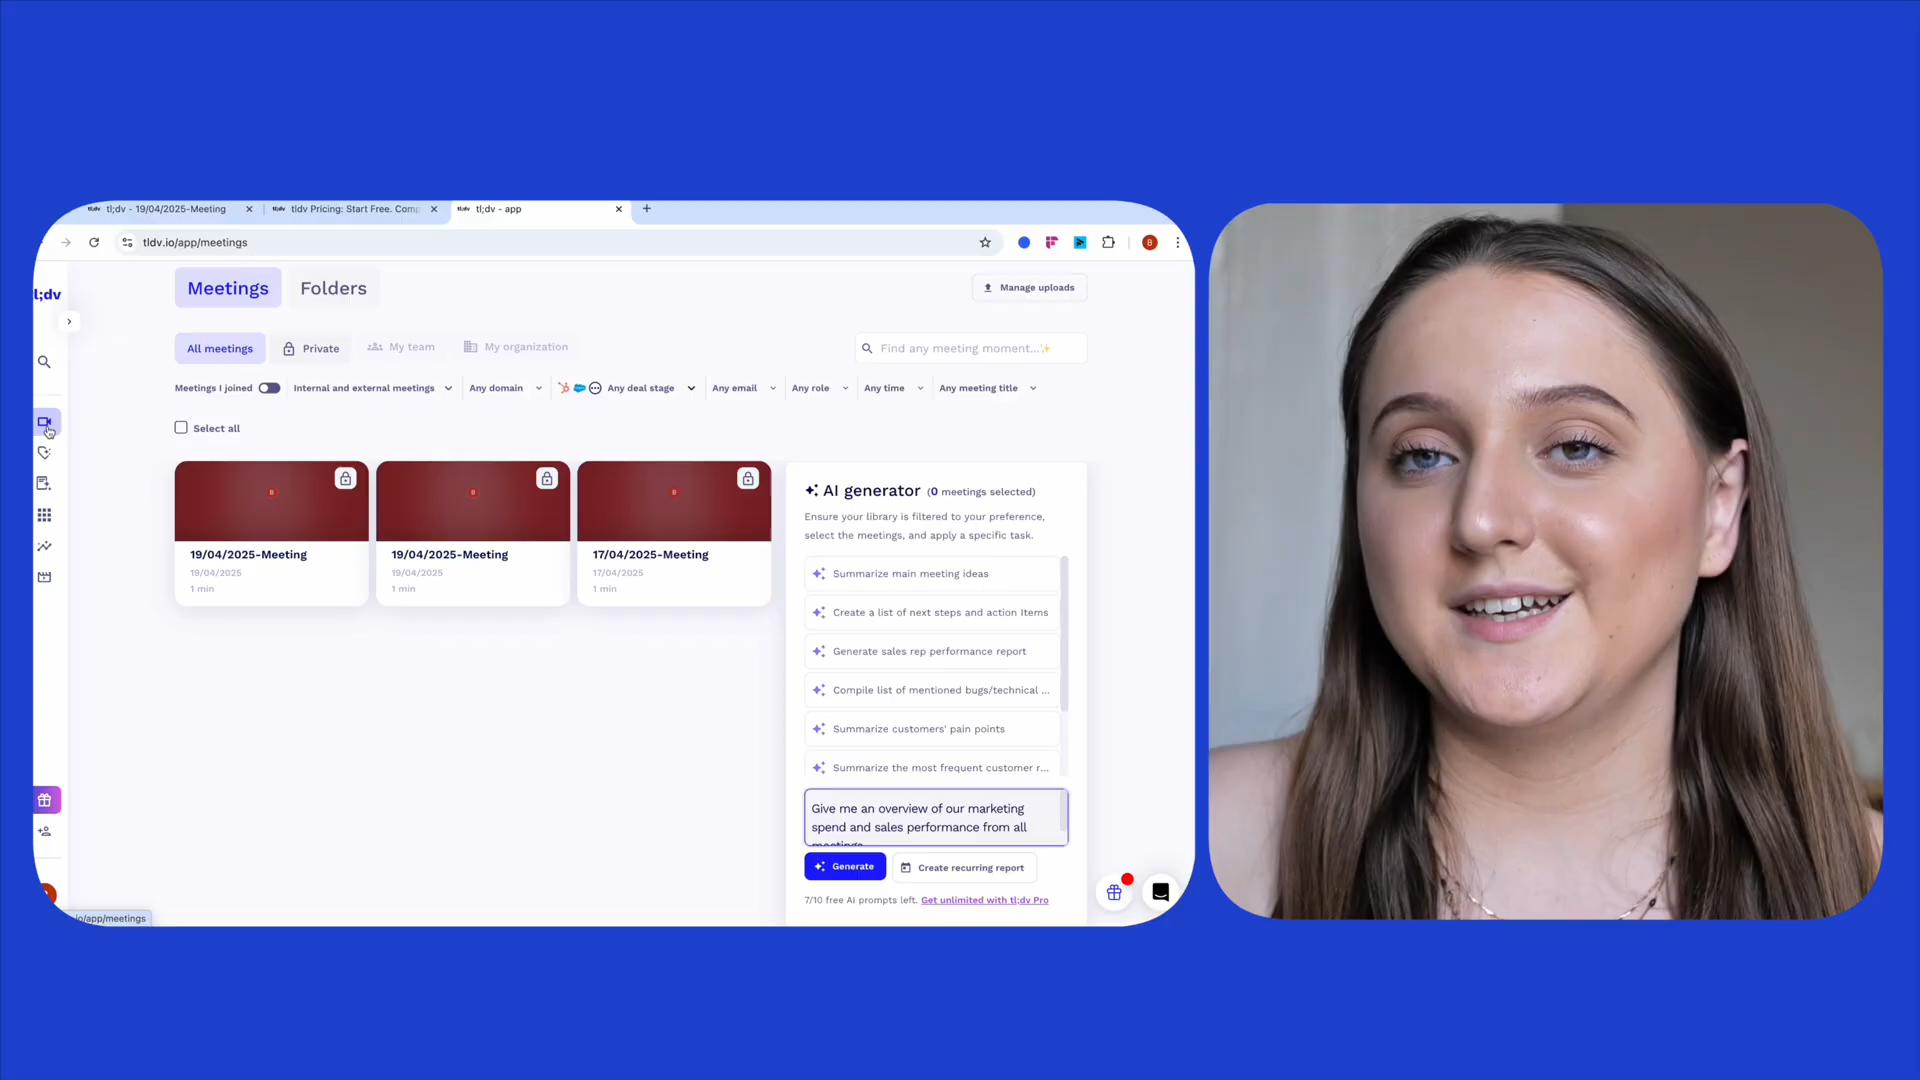 tl;dv tl;dv - 19/04/2025-Meeting
tl;dv tldv Pricing: Start Free. Comp
tl;dv tl;dv - app
tldv.io/app/meetings
B
l;dv
Meetings
Folders
Manage uploads
All meetings
Private
My team
My organization
Find any meeting moment...✨
Meetings I joined
Internal and external meetings
Any domain
Any deal stage
Any email
Any role
Any time
Any meeting title
Select all
B
19/04/2025-Meeting
19/04/2025
1 min
B
19/04/2025-Meeting
19/04/2025
1 min
B
17/04/2025-Meeting
17/04/2025
1 min
AI generator (0 meetings selected)
Ensure your library is filtered to your preference,
select the meetings, and apply a specific task.
Summarize main meeting ideas
Create a list of next steps and action Items
Generate sales rep performance report
Compile list of mentioned bugs/technical ...
Summarize customers' pain points
Summarize the most frequent customer r...
Give me an overview of our marketing
spend and sales performance from all
meetings
Generate
Create recurring report
7/10 free AI prompts left. Get unlimited with tl;dv Pro
io/app/meetings